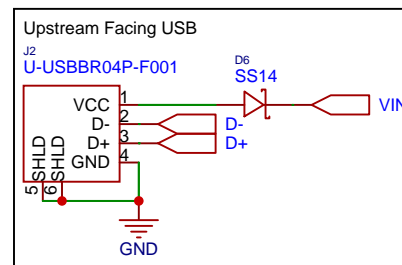 Upstream Facing USB
J2
U-USBBR04P-F001
D6
SS14
VCC 1
VIN
D- 2
D-
D+ 3
D+
GND 4
SHLD 5
SHLD 6
GND